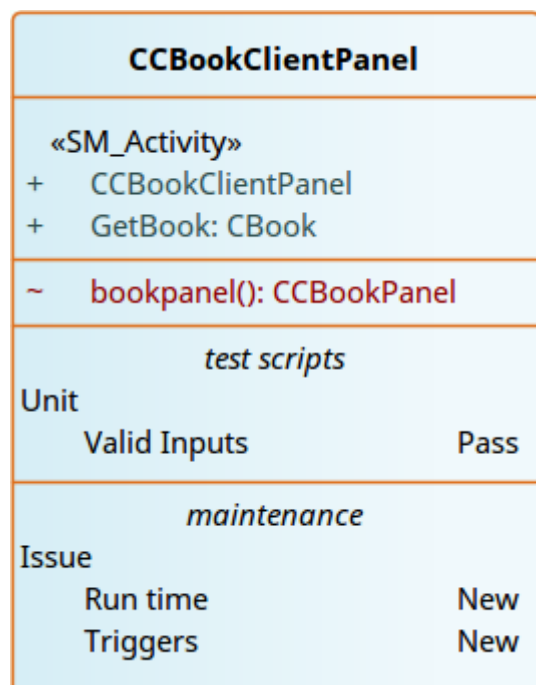 CCBookClientPanel
«SM_Activity»
+ CCBookClientPanel
+ GetBook: CBook
~ bookpanel(): CCBookPanel
test scripts
Unit
Valid Inputs Pass
maintenance
Issue
Run time New
Triggers New